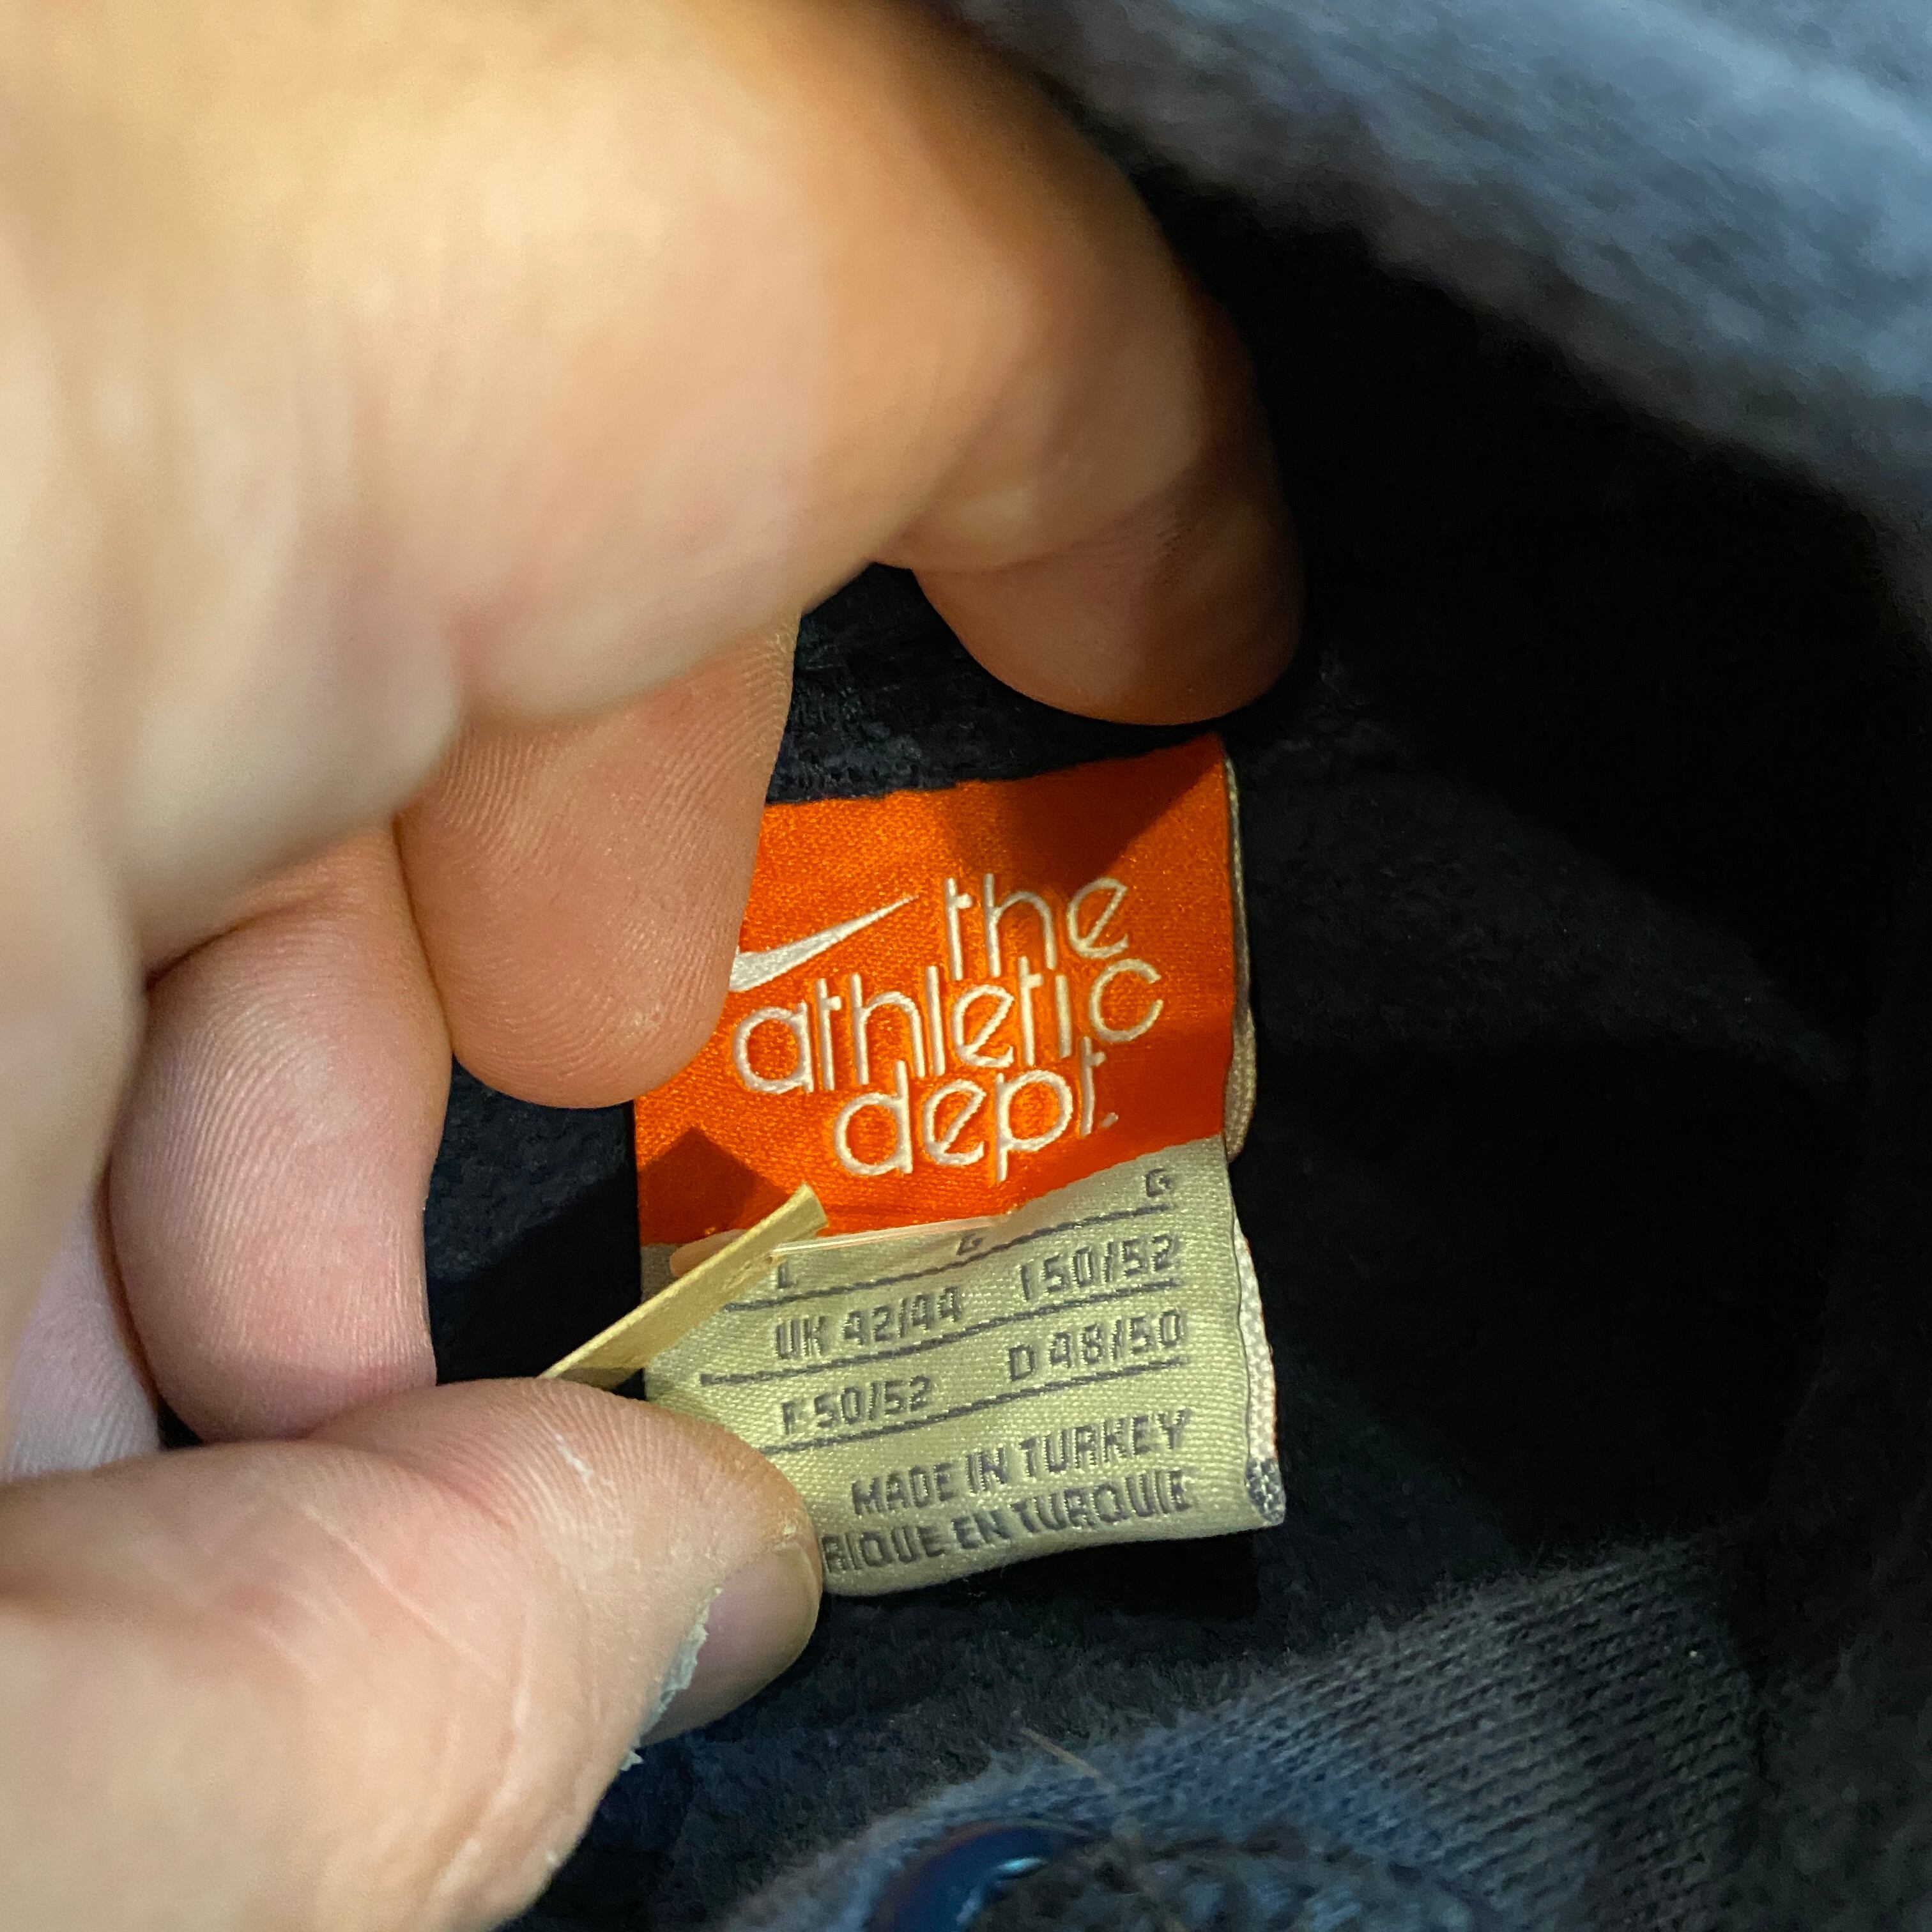 the
athletic
dept.
L G G
UK 42/44 I 50/52
F 50/52 D 48/50
MADE IN TURKEY
RIQUE EN TURQUIE